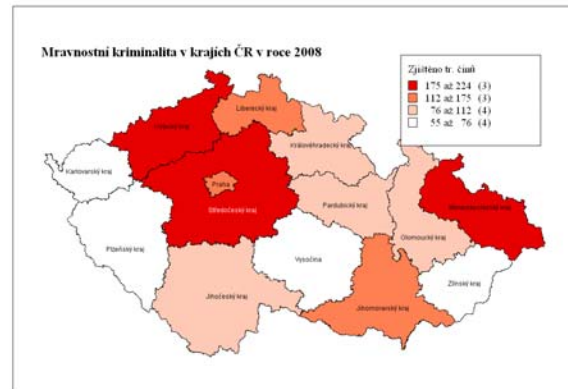 Mravnostní kriminalita v krajích ČR v roce 2008
Zjištěno tr. činů
175 až 224 (3)
112 až 175 (3)
76 až 112 (4)
55 až 76 (4)
Liberecký kraj
Ústecký kraj
Královéhradecký kraj
Karlovarský kraj
Praha
Středočeský kraj
Pardubický kraj
Moravskoslezský kraj
Olomoucký kraj
Plzeňský kraj
Vysočina
Zlínský kraj
Jihočeský kraj
Jihomoravský kraj